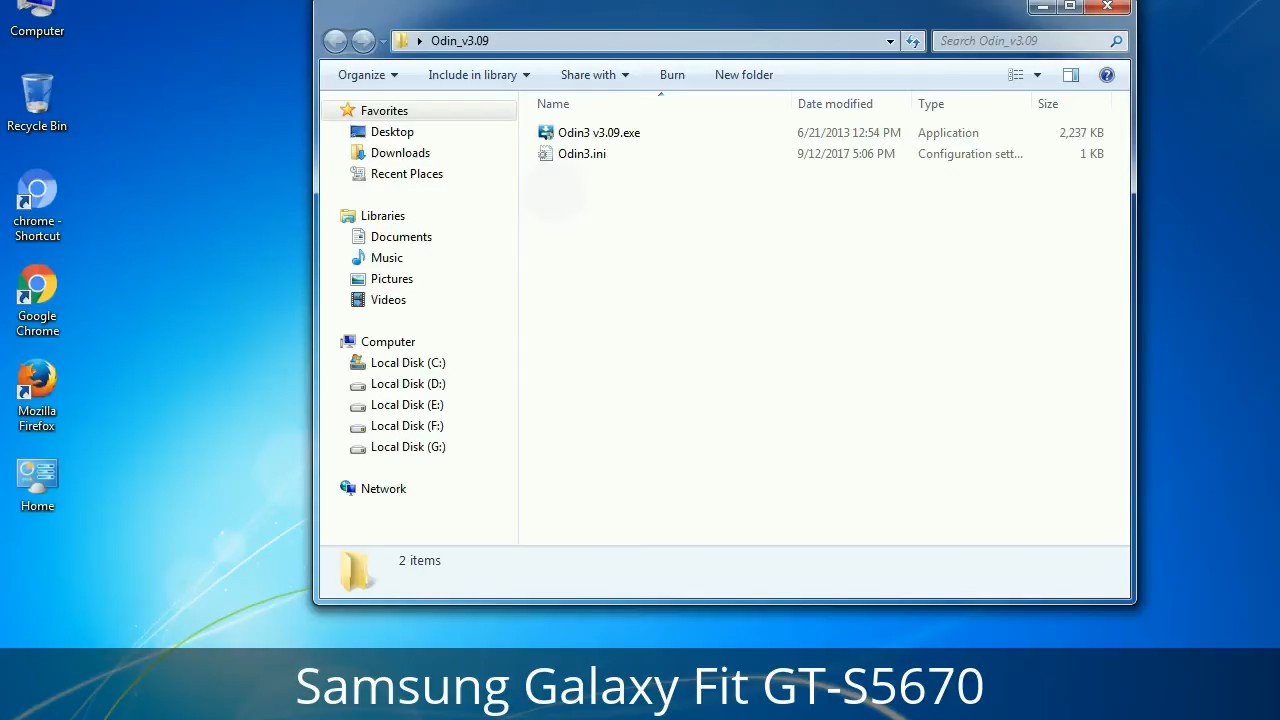 Computer
Recycle Bin
chrome -
Shortcut
Google
Chrome
Mozilla
Firefox
Home
Odin_v3.09
Search Odin_v3.09
Organize
Include in library
Share with
Burn
New folder
Favorites
Desktop
Downloads
Recent Places
Libraries
Documents
Music
Pictures
Videos
Computer
Local Disk (C:)
Local Disk (D:)
Local Disk (E:)
Local Disk (F:)
Local Disk (G:)
Network
Name Date modified Type Size
Odin3 v3.09.exe 6/21/2013 12:54 PM Application 2,237 KB
Odin3.ini 9/12/2017 5:06 PM Configuration sett... 1 KB
2 items
Samsung Galaxy Fit GT-S5670